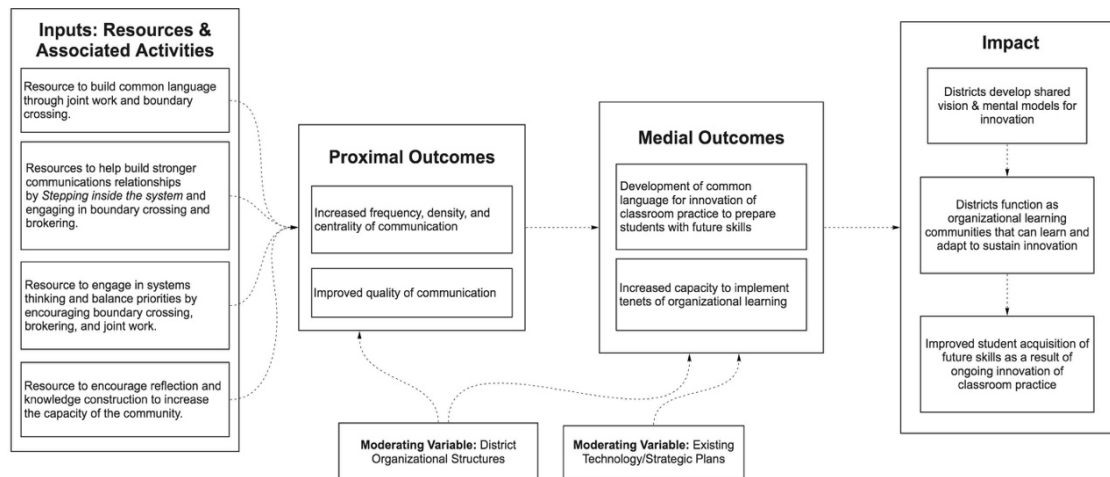 Inputs: Resources &
Associated Activities
Resource to build common language
through joint work and boundary
crossing.
Resources to help build stronger
communications relationships
by Stepping inside the system and
engaging in boundary crossing and
brokering.
Resource to engage in systems
thinking and balance priorities by
encouraging boundary crossing,
brokering, and joint work.
Resource to encourage reflection and
knowledge construction to increase
the capacity of the community.
Proximal Outcomes
Increased frequency, density, and
centrality of communication
Improved quality of communication
Medial Outcomes
Development of common
language for innovation of
classroom practice to prepare
students with future skills
Increased capacity to implement
tenets of organizational learning
Impact
Districts develop shared
vision & mental models for
innovation
Districts function as
organizational learning
communities that can learn and
adapt to sustain innovation
Improved student acquisition of
future skills as a result of
ongoing innovation of
classroom practice
Moderating Variable: District
Organizational Structures
Moderating Variable: Existing
Technology/Strategic Plans